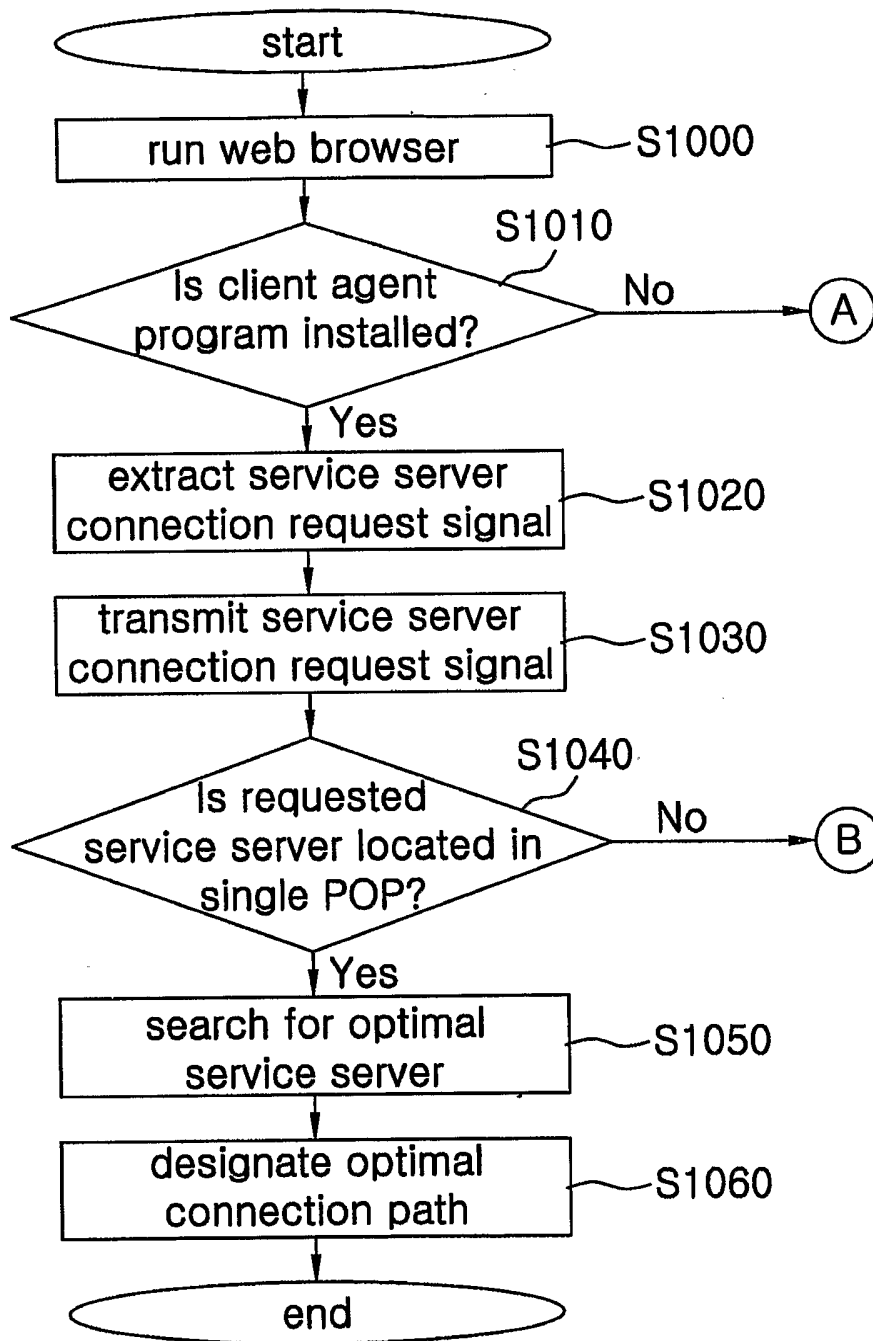 start
run web browser
S1000
S1010
Is client agent
program installed?
No
A
Yes
extract service server
connection request signal
S1020
transmit service server
connection request signal
S1030
S1040
Is requested
service server located in
single POP?
No
B
Yes
search for optimal
service server
S1050
designate optimal
connection path
S1060
end